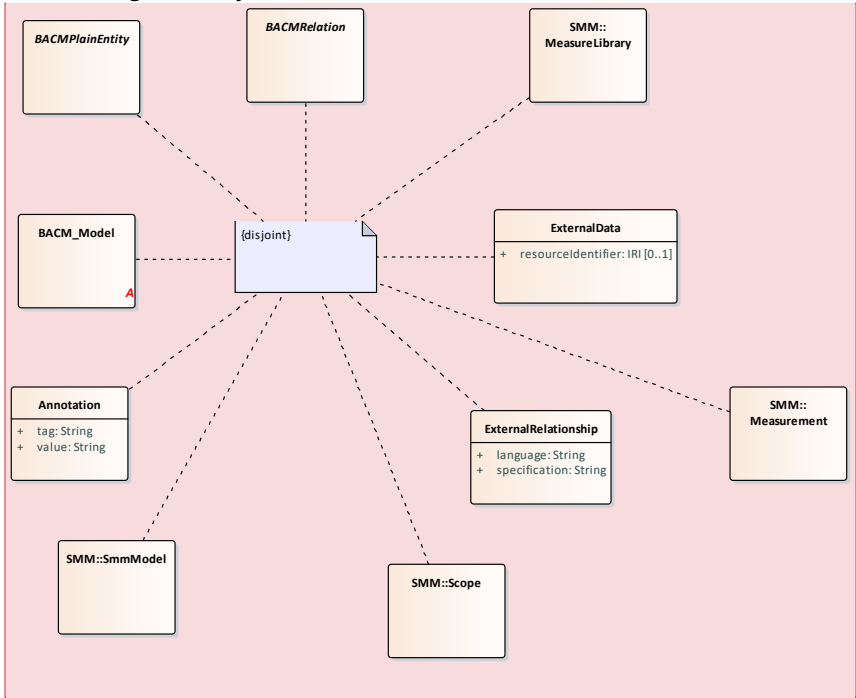 BACMPlainEntity
BACMRelation
SMM::
MeasureLibrary
BACM_Model
A
{disjoint}
ExternalData
+ resourceIdentifier: IRI [0..1]
Annotation
+ tag: String
+ value: String
ExternalRelationship
+ language: String
+ specification: String
SMM::
Measurement
SMM::SmmModel
SMM::Scope